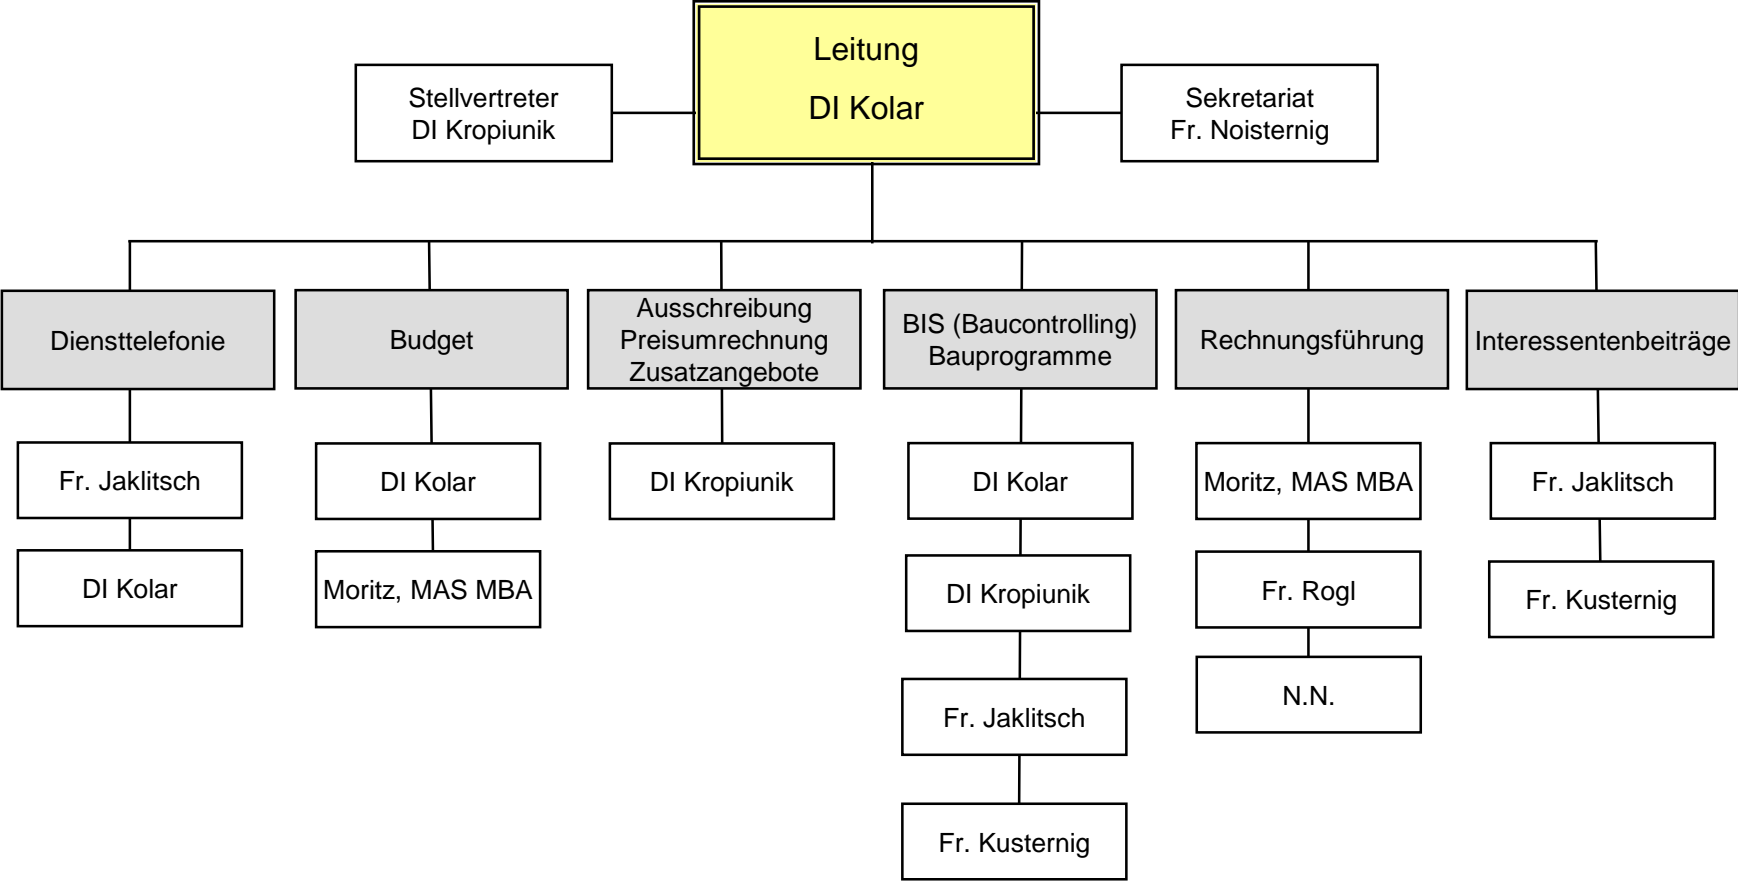 Leitung
DI Kolar
Stellvertreter
DI Kropiunik
Sekretariat
Fr. Noisternig
Diensttelefonie
Budget
Ausschreibung
Preisumrechnung
Zusatzangebote
BIS (Baucontrolling)
Bauprogramme
Rechnungsführung
Interessentenbeiträge
Fr. Jaklitsch
DI Kolar
DI Kolar
Moritz, MAS MBA
DI Kropiunik
DI Kolar
DI Kropiunik
Fr. Jaklitsch
Fr. Kusternig
Moritz, MAS MBA
Fr. Rogl
N.N.
Fr. Jaklitsch
Fr. Kusternig